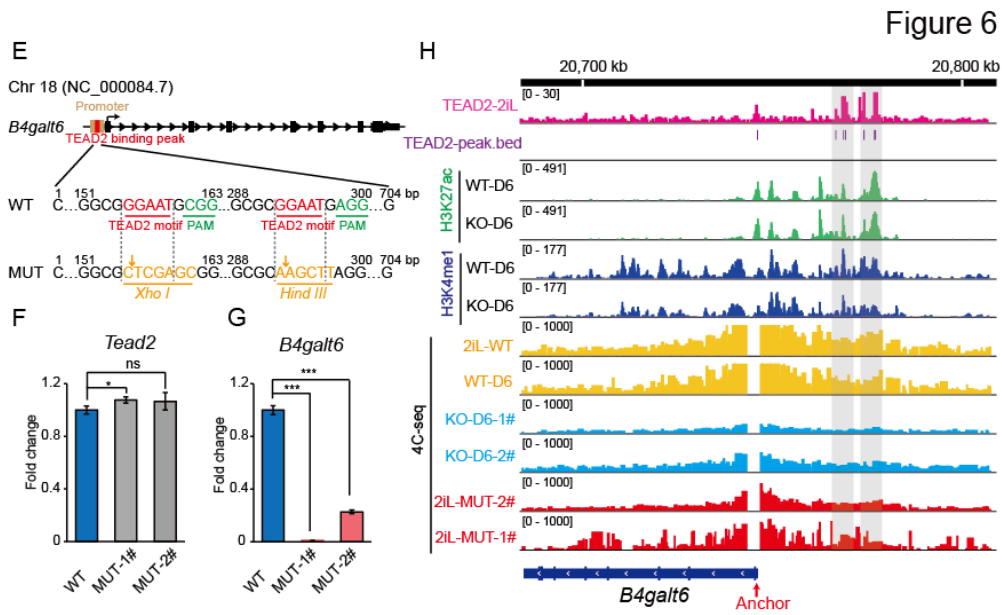 Figure 6
E
Chr 18 (NC_000084.7)
Promoter
B4galt6
TEAD2 binding peak
1 151 163 288 300 704 bp
WT C...GGCGGGAATGCGG...GCGCGGAATGAGG...G
TEAD2 motif PAM TEAD2 motif PAM
1 151 163 288 300 704 bp
MUT C...GGCGCTCGAGCGG...GCGCAAGCTTAGG...G
Xho I Hind III
F
Tead2
ns
*
Fold change
1.2
0.8
0.4
0
WT
MUT-1#
MUT-2#
G
B4galt6
***
***
Fold change
1.2
0.4
0
WT
MUT-1#
MUT-2#
H
20,700 kb 20,800 kb
TEAD2-2iL [0 - 30]
TEAD2-peak.bed
H3K27ac
WT-D6 [0 - 491]
KO-D6 [0 - 491]
H3K4me1
WT-D6 [0 - 177]
KO-D6 [0 - 177]
4C-seq
2iL-WT [0 - 1000]
WT-D6 [0 - 1000]
KO-D6-1# [0 - 1000]
KO-D6-2# [0 - 1000]
2iL-MUT-2# [0 - 1000]
2iL-MUT-1# [0 - 1000]
B4galt6
Anchor